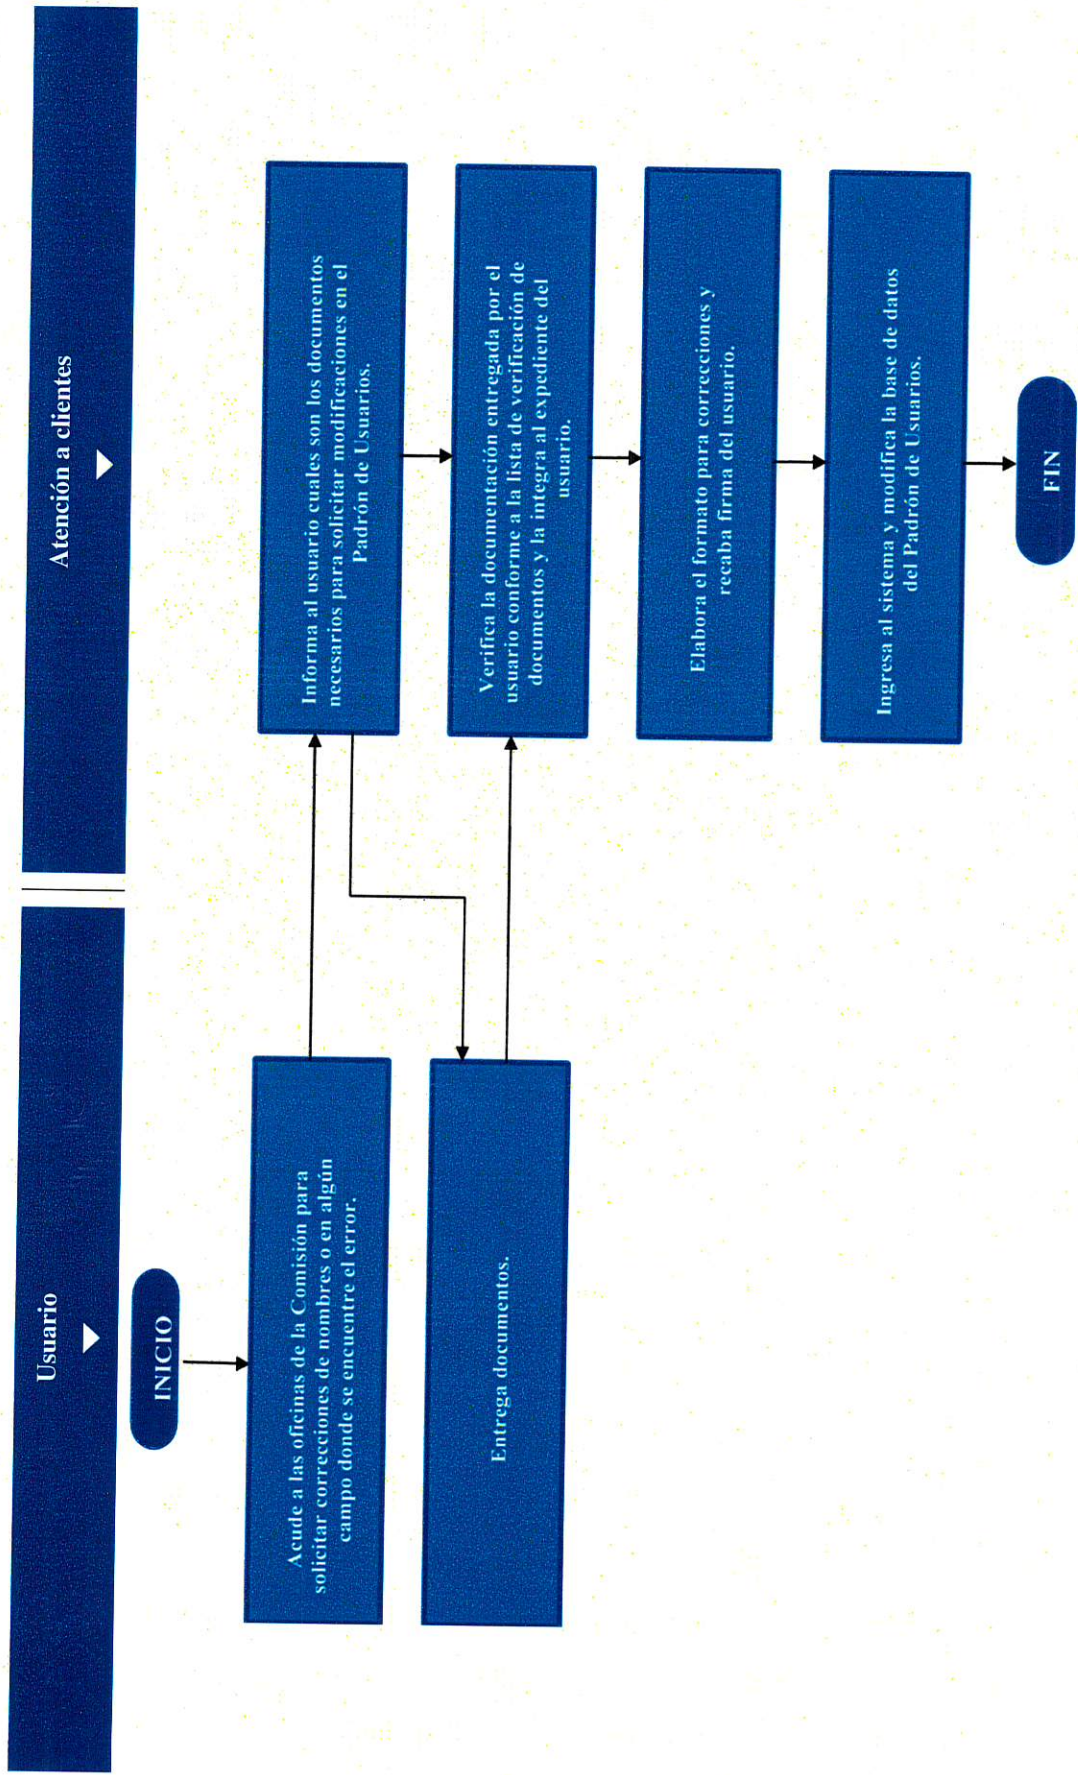 Usuario
Atención a clientes
INICIO
Acude a las oficinas de la Comisión para
solicitar correcciones de nombres o en algún
campo donde se encuentre el error.
Informa al usuario cuales son los documentos
necesarios para solicitar modificaciones en el
Padrón de Usuarios.
Entrega documentos.
Verifica la documentación entregada por el
usuario conforme a la lista de verificación de
documentos y la integra al expediente del
usuario.
Elabora el formato para correcciones y
recaba firma del usuario.
Ingresa al sistema y modifica la base de datos
del Padrón de Usuarios.
FIN